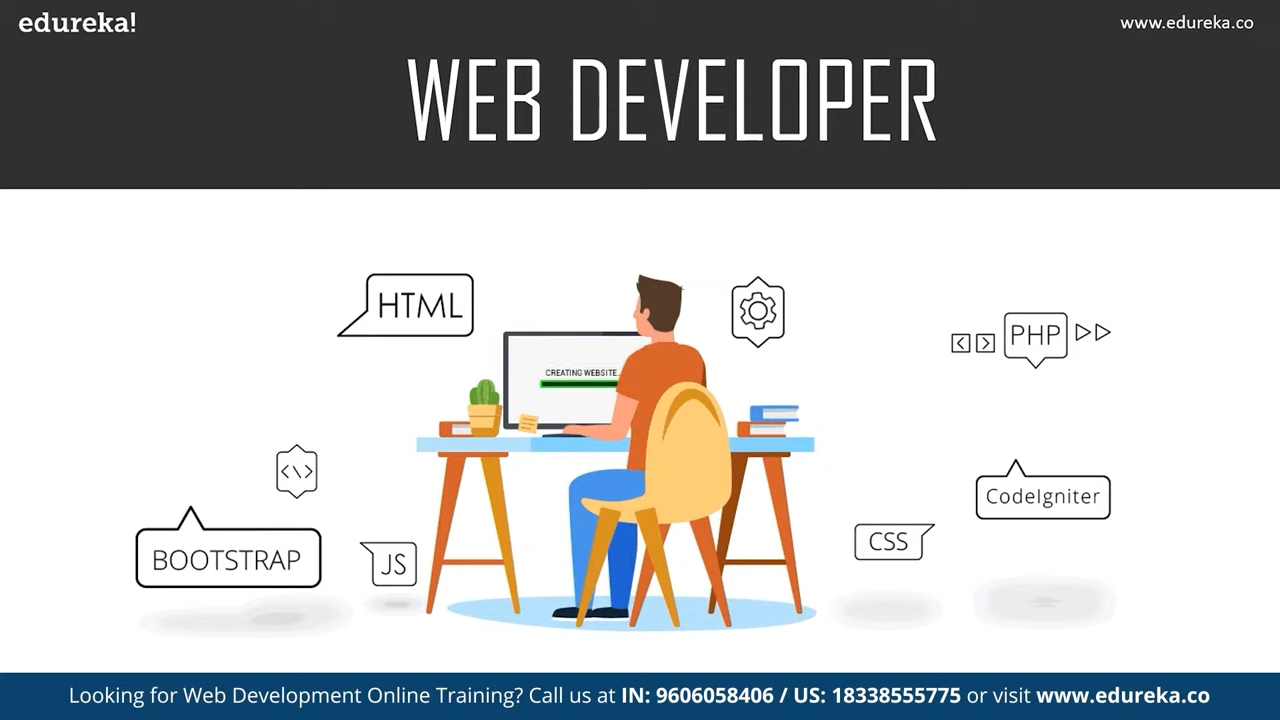 edureka!
www.edureka.co
WEB DEVELOPER
HTML
PHP
CREATING WEBSITE..
CodeIgniter
BOOTSTRAP
JS
CSS
Looking for Web Development Online Training? Call us at IN: 9606058406 / US: 18338555775 or visit www.edureka.co